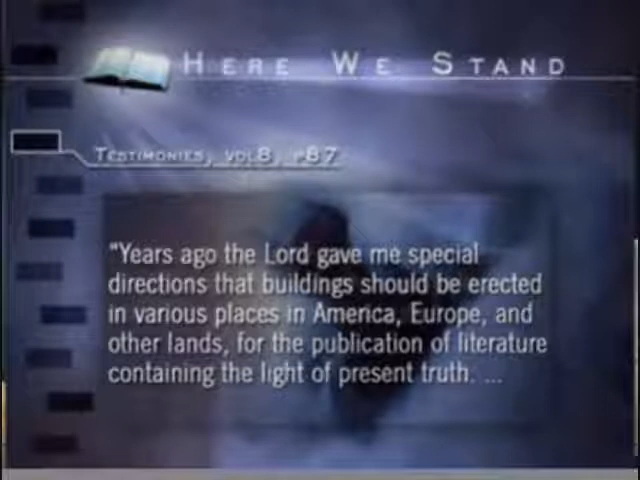 HERE WE STAND
TESTIMONIES, VOL8, P87
"Years ago the Lord gave me special
directions that buildings should be erected
in various places in America, Europe, and
other lands, for the publication of literature
containing the light of present truth. ...